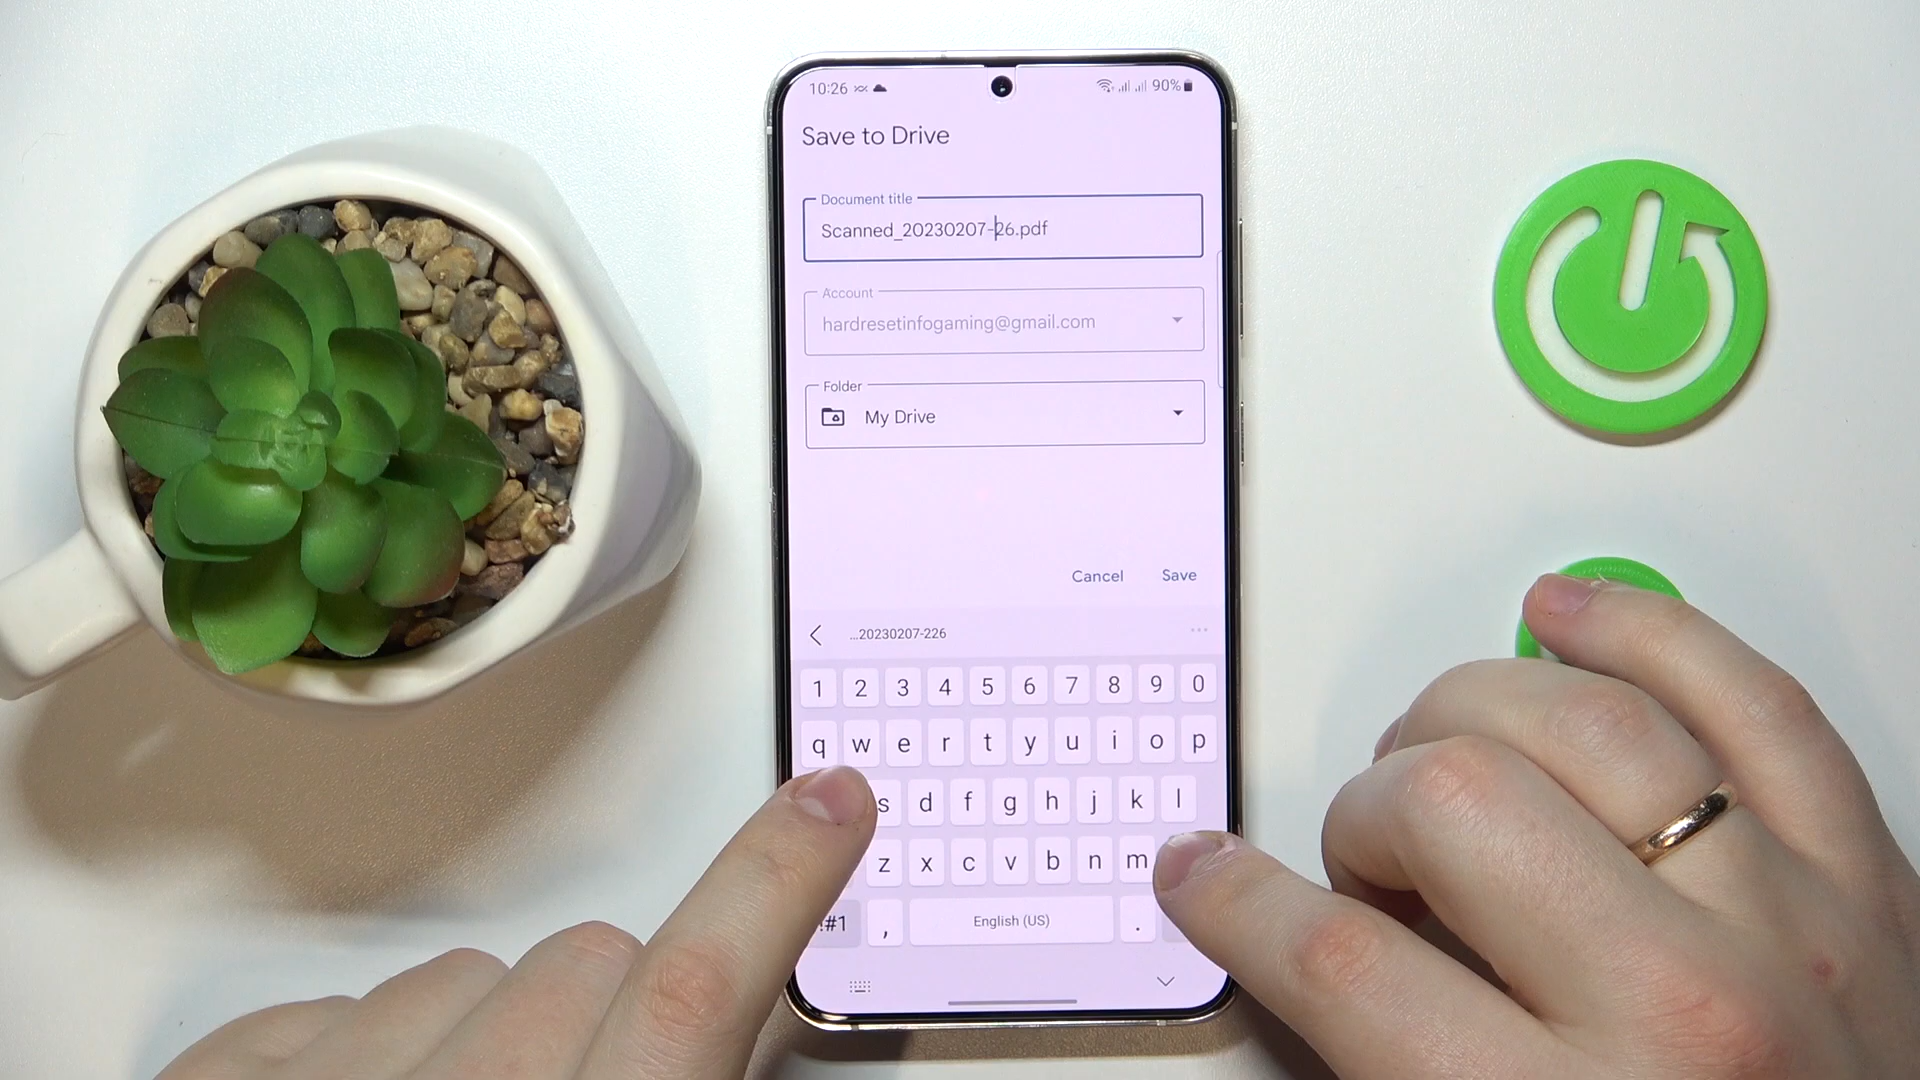 10:26 90%
Save to Drive
Document title
Scanned_20230207-26.pdf
Account
hardresetinfogaming@gmail.com
Folder
My Drive
Cancel Save
...20230207-226
1 2 3 4 5 6 7 8 9 0
q w e r t y u i o p
s d f g h j k l
z x c v b n m
!#1 , English (US) .